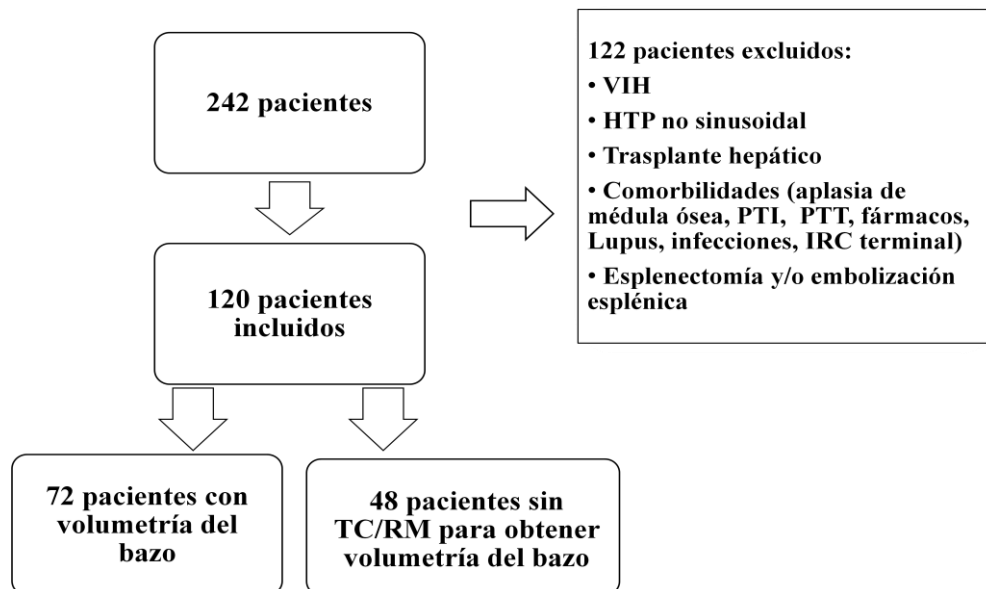 242 pacientes
122 pacientes excluidos:
• VIH
• HTP no sinusoidal
• Trasplante hepático
• Comorbilidades (aplasia de
médula ósea, PTI, PTT, fármacos,
Lupus, infecciones, IRC terminal)
• Esplenectomía y/o embolización
esplénica
120 pacientes
incluidos
72 pacientes con
volumetría del
bazo
48 pacientes sin
TC/RM para obtener
volumetría del bazo